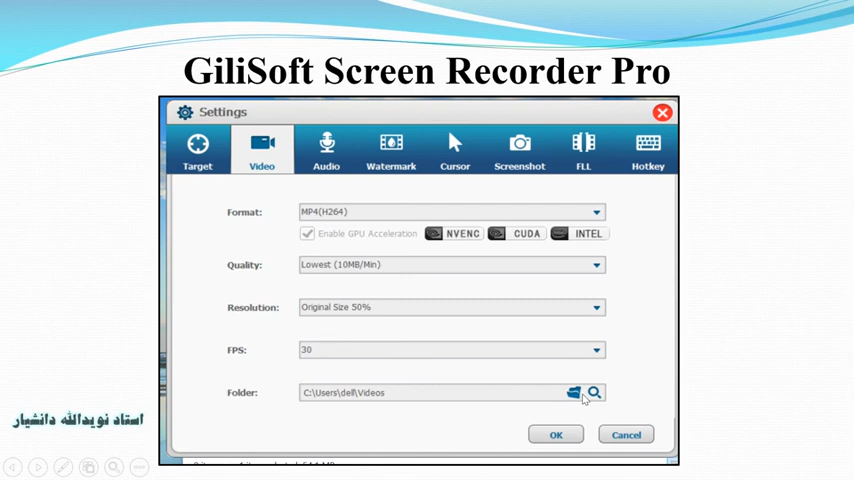 GiliSoft Screen Recorder Pro
Settings
Target Video Audio Watermark Cursor Screenshot FLL Hotkey
Format: MP4(H264)
Enable GPU Acceleration NVENC CUDA INTEL
Quality: Lowest (10MB/Min)
Resolution: Original Size 50%
FPS: 30
Folder: C:\Users\dell\Videos
استاد نویدالله دانشیار
OK Cancel